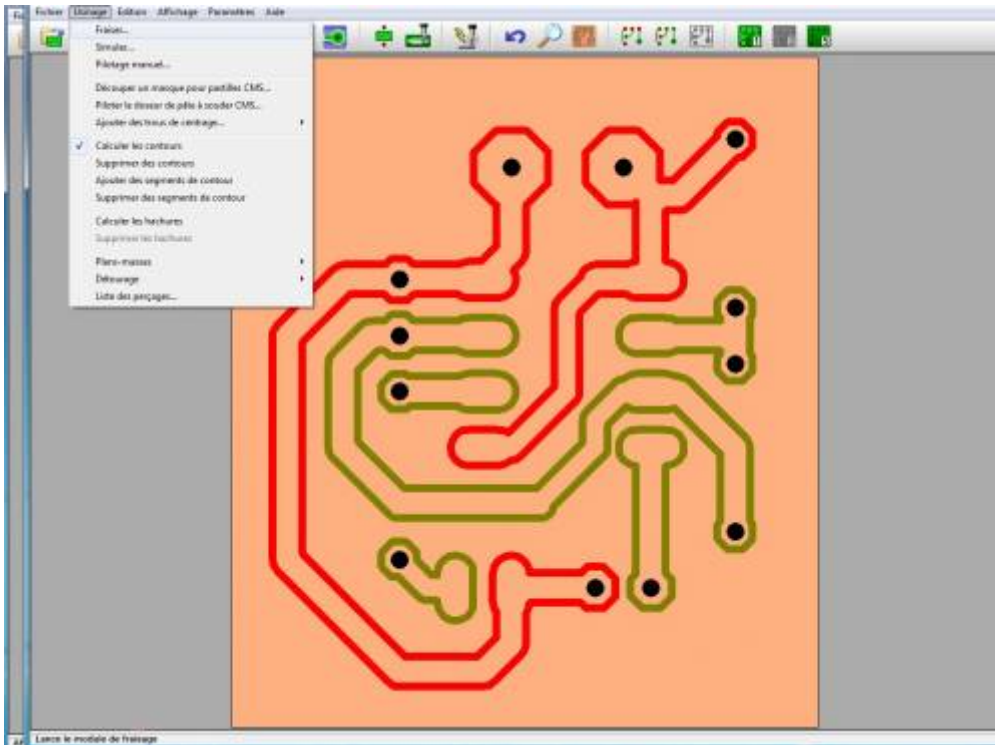 Fichier Usinage Edition Affichage Paramètres Aide
Fraiser...
Simuler...
Pilotage manuel...
Découper un masque pour pastilles CMS...
Piloter le doseur de pâte à souder CMS...
Ajouter des trous de centrage...
Calculer les contours
Supprimer des contours
Ajouter des segments de contour
Supprimer des segments de contour
Calculer les hachures
Supprimer les hachures
Plans-masses
Détourage
Liste des perçages...
Lance le module de fraisage